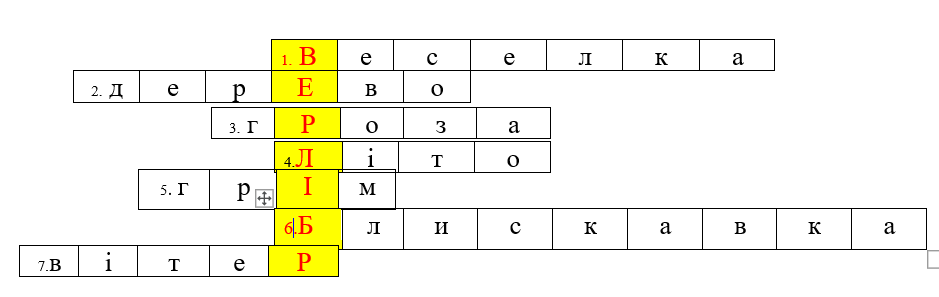 1. В е с е л к а
2. д е р Е в о
3. г Р о з а
4.Л і т о
5. г р І м
6.Б л и с к а в к а
7.в і т е Р